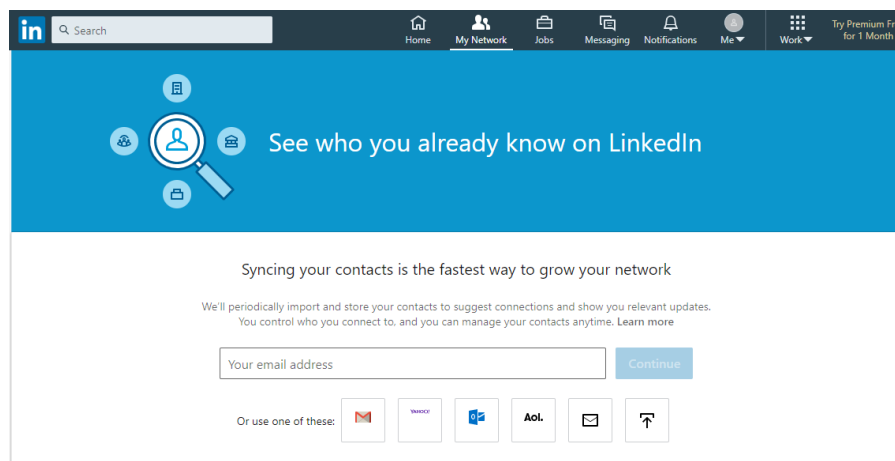 in
Search
Home
My Network
Jobs
Messaging
Notifications
Me
Work
Try Premium Fr
for 1 Month
See who you already know on LinkedIn
Syncing your contacts is the fastest way to grow your network
We'll periodically import and store your contacts to suggest connections and show you relevant updates.
You control who you connect to, and you can manage your contacts anytime. Learn more
Your email address
Continue
Or use one of these:
YAHOO!
Aol.